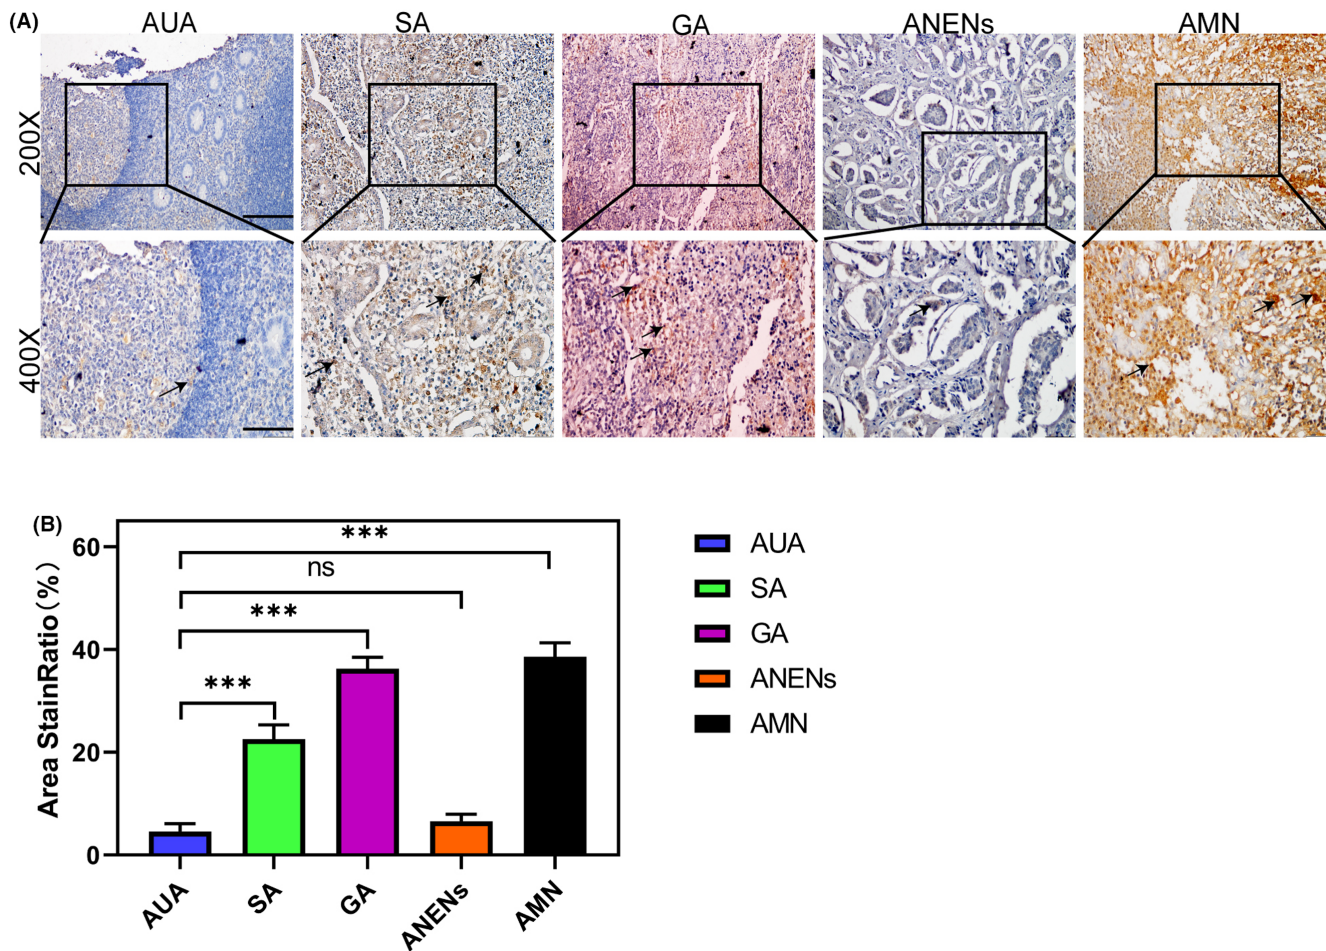 (A)
AUA SA GA ANENs AMN
200X
400X
(B)
Area StainRatio(%)
60
40
20
0
***
ns
***
***
AUA SA GA ANENs AMN
AUA
SA
GA
ANENs
AMN